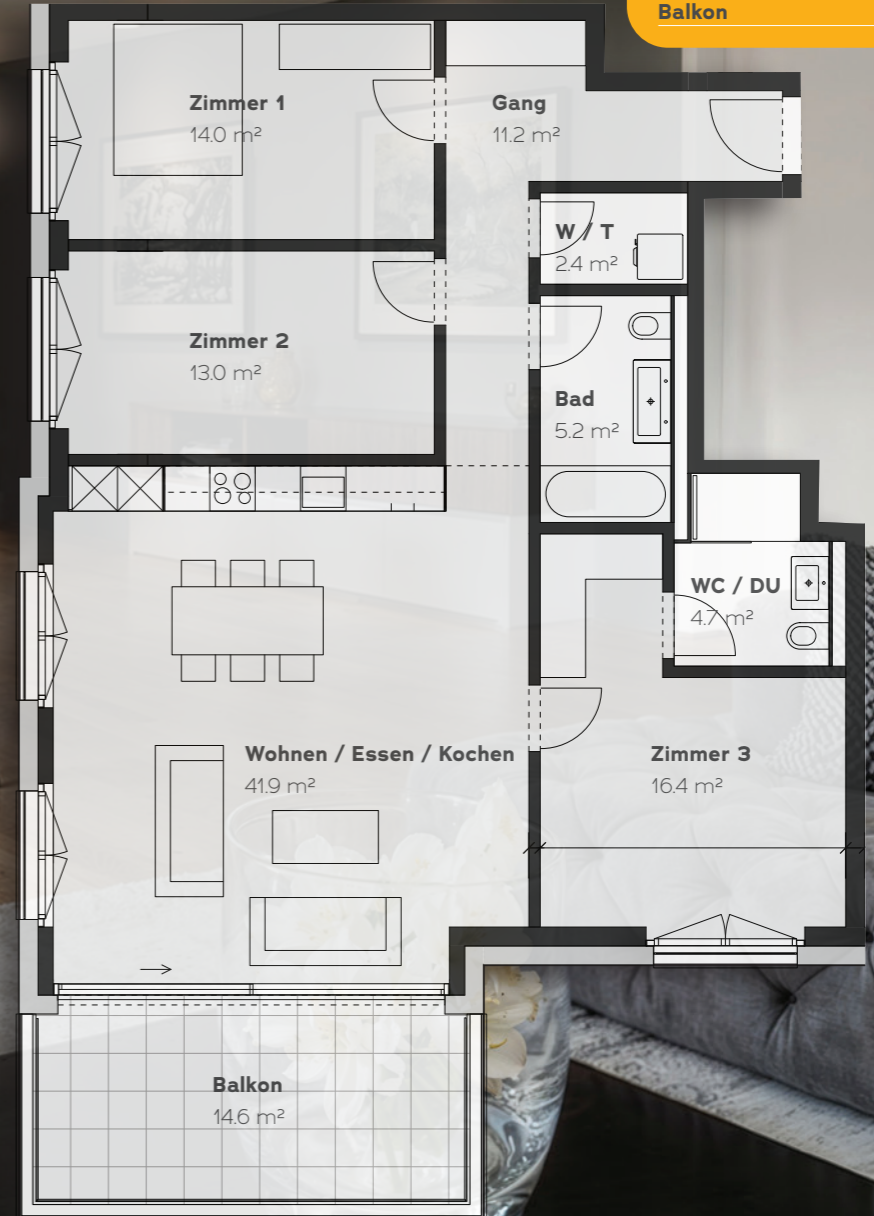 Balkon
Zimmer 1
14.0 m²
Gang
11.2 m²
W / T
2.4 m²
Zimmer 2
13.0 m²
Bad
5.2 m²
WC / DU
4.7 m²
Wohnen / Essen / Kochen
41.9 m²
Zimmer 3
16.4 m²
Balkon
14.6 m²